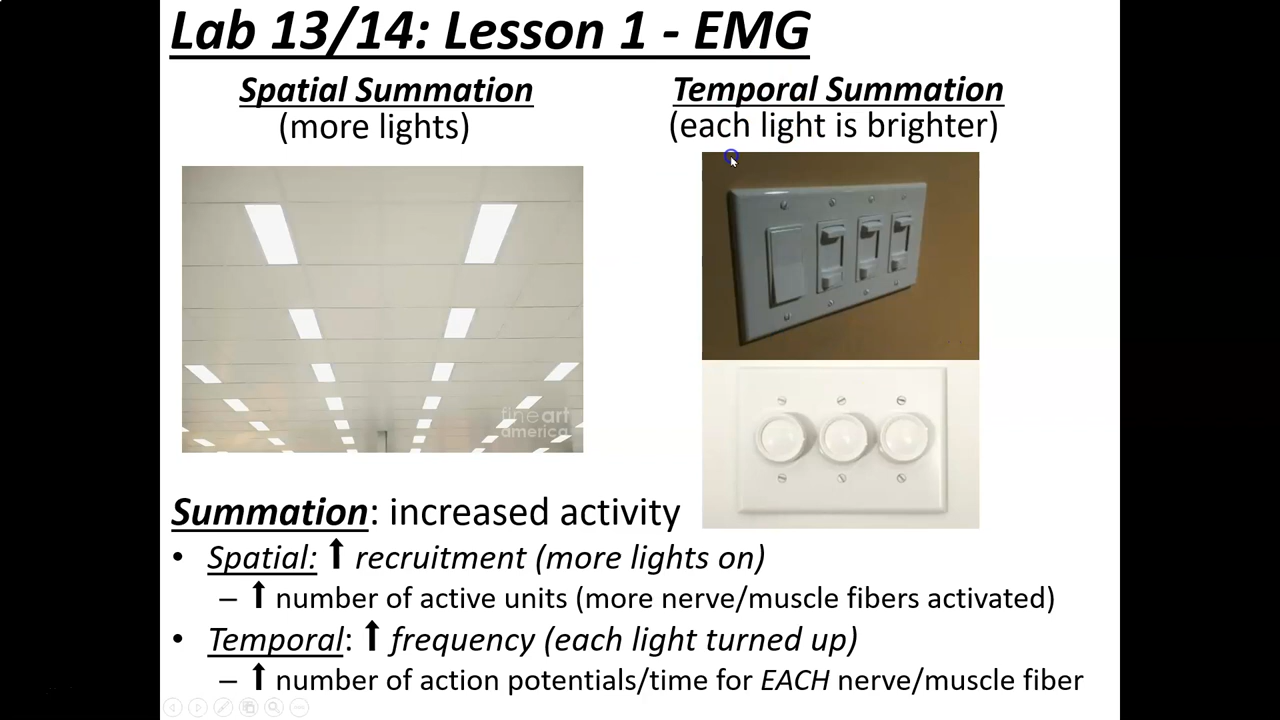 Lab 13/14: Lesson 1 - EMG
Spatial Summation
(more lights)
Temporal Summation
(each light is brighter)
fineart
america
Summation: increased activity
• Spatial: ⬆ recruitment (more lights on)
– ⬆ number of active units (more nerve/muscle fibers activated)
• Temporal: ⬆ frequency (each light turned up)
– ⬆ number of action potentials/time for EACH nerve/muscle fiber